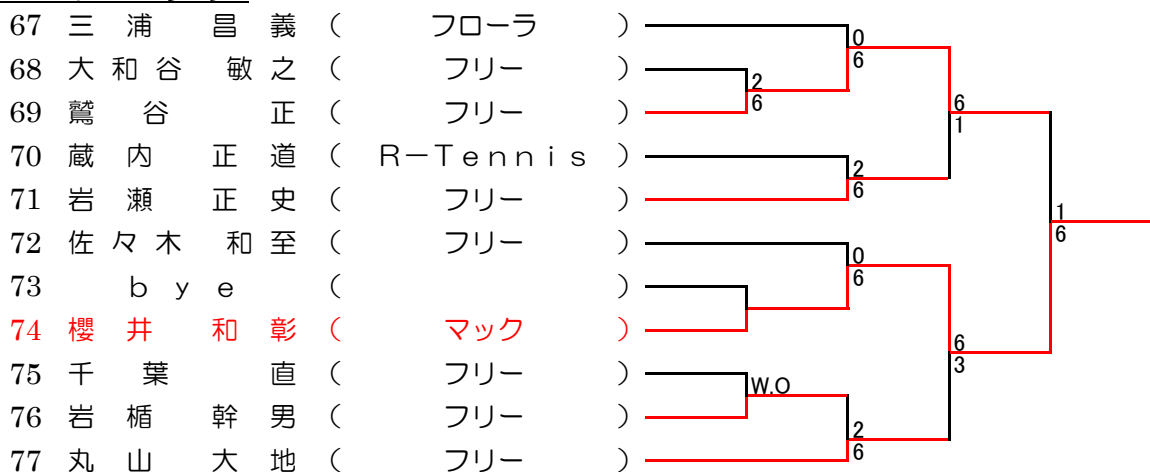 67 三浦 昌義 ( フローラ )
0
6
68 大和谷 敏之 ( フリー )
2
6
69 鷲谷 正 ( フリー )
6
1
70 蔵内 正道 ( R-Tennis )
2
6
71 岩瀬 正史 ( フリー )
1
6
72 佐々木 和至 ( フリー )
0
6
73 bye ( )
74 櫻井 和彰 ( マック )
6
3
75 千葉 直 ( フリー )
W.O
76 岩楯 幹男 ( フリー )
2
6
77 丸山 大地 ( フリー )